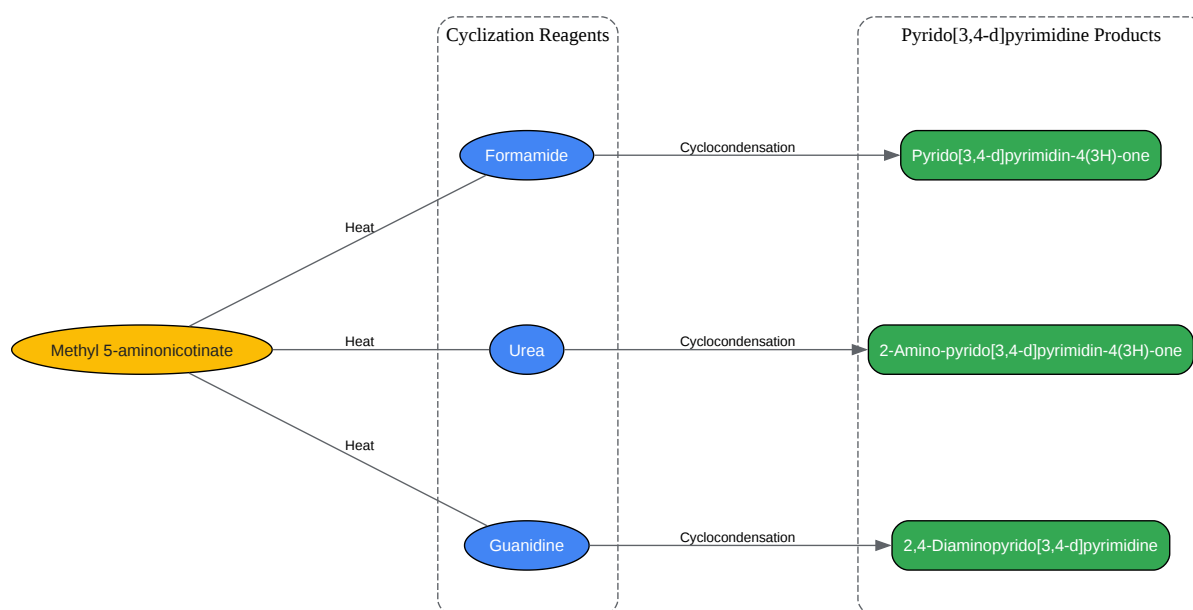 Cyclization Reagents
Pyrido[3,4-d]pyrimidine Products
Formamide
Cyclocondensation
Pyrido[3,4-d]pyrimidin-4(3H)-one
Heat
Methyl 5-aminonicotinate
Heat
Urea
Cyclocondensation
2-Amino-pyrido[3,4-d]pyrimidin-4(3H)-one
Heat
Guanidine
Cyclocondensation
2,4-Diaminopyrido[3,4-d]pyrimidine